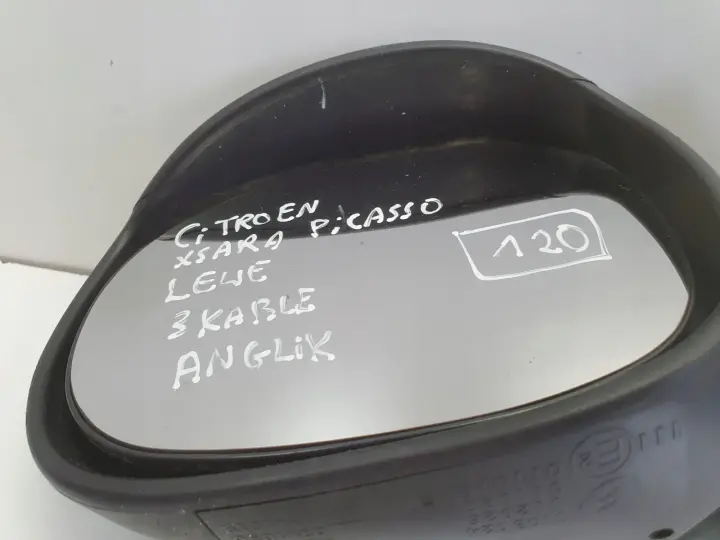 CiTROEN
XSARA PiCASSO
120
LEWE
3 KABLE
ANGLiK